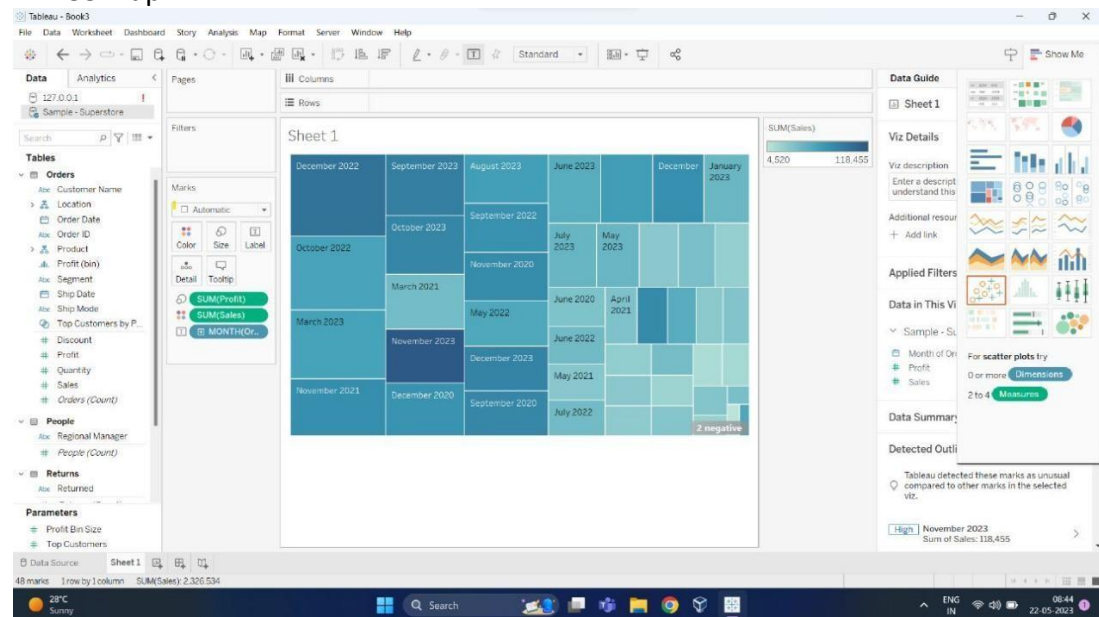 Tableau - Book3
File Data Worksheet Dashboard Story Analysis Map Format Server Window Help
Standard
Show Me
Data Analytics
Pages
Columns
Rows
127.0.0.1 !
Sample - Superstore
Search
Tables
Orders
Abc Customer Name
Location
Order Date
Abc Order ID
Product
Profit (bin)
Abc Segment
Ship Date
Abc Ship Mode
Top Customers by P...
# Discount
# Profit
# Quantity
# Sales
# Orders (Count)
People
Abc Regional Manager
# People (Count)
Returns
Abc Returned
Parameters
# Profit Bin Size
# Top Customers
Filters
Marks
Automatic
Color Size Label
Detail Tooltip
SUM(Profit)
SUM(Sales)
MONTH(Or..
Sheet 1
December 2022
October 2022
March 2023
November 2021
September 2023
October 2023
March 2021
November 2023
December 2020
August 2023
September 2022
November 2020
May 2022
December 2023
September 2020
June 2023
July 2023
June 2020
June 2022
May 2021
July 2022
May 2023
April 2021
December
January 2023
2 negative
SUM(Sales)
4,520 118,455
Data Guide
Sheet 1
Viz Details
Viz description
Enter a descript
understand this
Additional resour
+ Add link
Applied Filters
Data in This Vi
Sample - Su
Month of Or
# Profit
# Sales
Data Summary
Detected Outli
Tableau detected these marks as unusual
compared to other marks in the selected
viz.
High November 2023
Sum of Sales: 118,455
For scatter plots try
0 or more Dimensions
2 to 4 Measures
Data Source Sheet 1
48 marks 1 row by 1 column SUM(Sales): 2,326,534
28°C
Sunny
Search
ENG
IN
08:44
22-05-2023